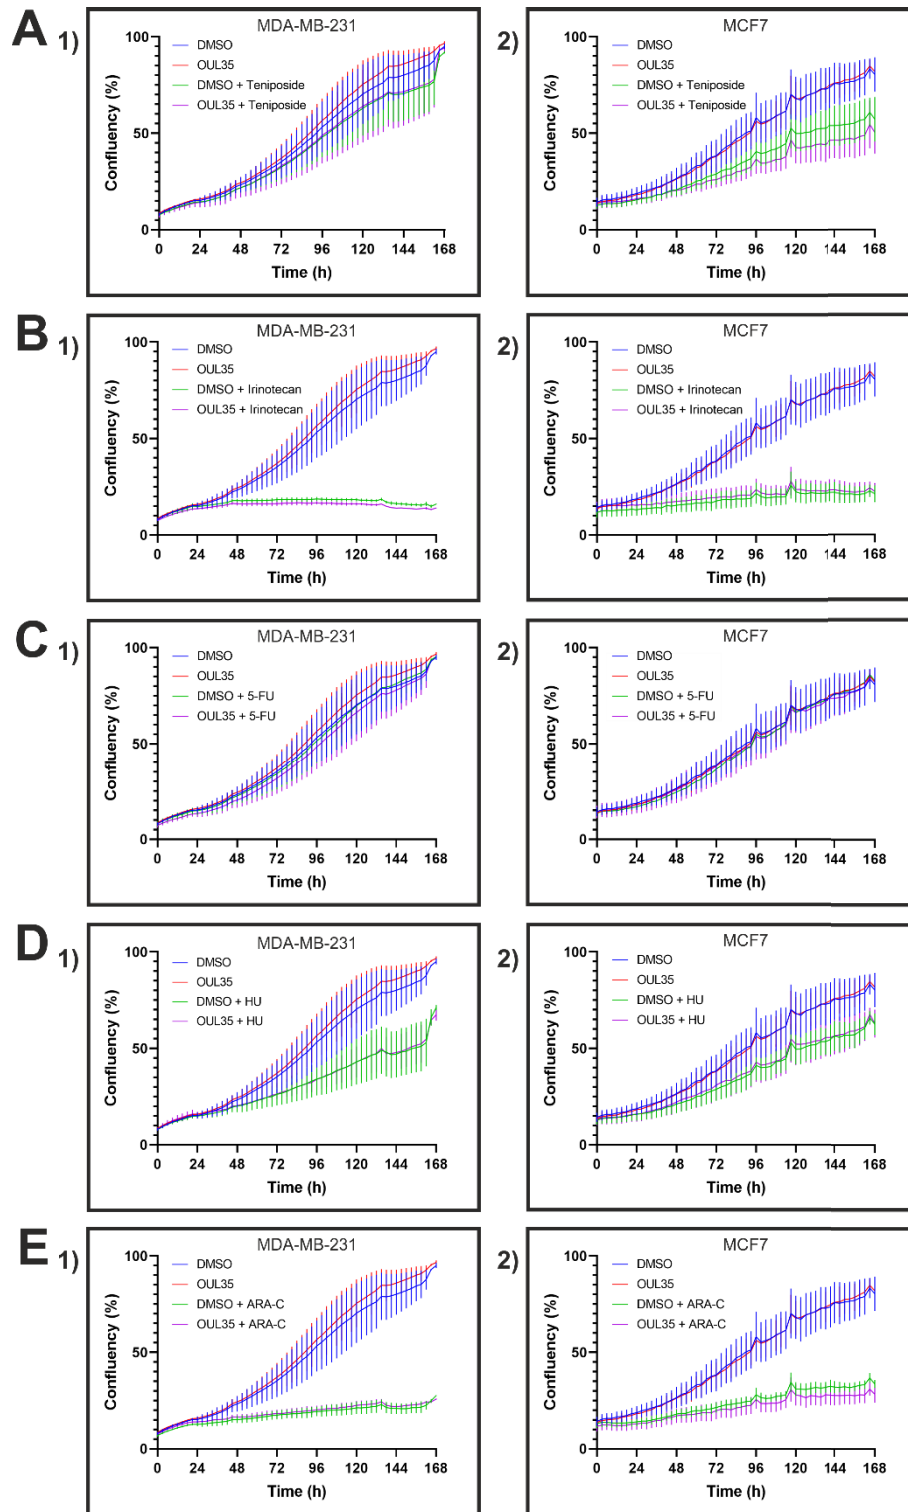 A 1) MDA-MB-231
Confluency (%)
100
50
0
DMSO
OUL35
DMSO + Teniposide
OUL35 + Teniposide
0 24 48 72 96 120 144 168
Time (h)
2) MCF7
Confluency (%)
100
50
0
DMSO
OUL35
DMSO + Teniposide
OUL35 + Teniposide
0 24 48 72 96 120 144 168
Time (h)
B 1) MDA-MB-231
Confluency (%)
100
50
0
DMSO
OUL35
DMSO + Irinotecan
OUL35 + Irinotecan
0 24 48 72 96 120 144 168
Time (h)
2) MCF7
Confluency (%)
100
50
0
DMSO
OUL35
DMSO + Irinotecan
OUL35 + Irinotecan
0 24 48 72 96 120 144 168
Time (h)
C 1) MDA-MB-231
Confluency (%)
100
50
0
DMSO
OUL35
DMSO + 5-FU
OUL35 + 5-FU
0 24 48 72 96 120 144 168
Time (h)
2) MCF7
Confluency (%)
100
50
0
DMSO
OUL35
DMSO + 5-FU
OUL35 + 5-FU
0 24 48 72 96 120 144 168
Time (h)
D 1) MDA-MB-231
Confluency (%)
100
50
0
DMSO
OUL35
DMSO + HU
OUL35 + HU
0 24 48 72 96 120 144 168
Time (h)
2) MCF7
Confluency (%)
100
50
0
DMSO
OUL35
DMSO + HU
OUL35 + HU
0 24 48 72 96 120 144 168
Time (h)
E 1) MDA-MB-231
Confluency (%)
100
50
0
DMSO
OUL35
DMSO + ARA-C
OUL35 + ARA-C
0 24 48 72 96 120 144 168
Time (h)
2) MCF7
Confluency (%)
100
50
0
DMSO
OUL35
DMSO + ARA-C
OUL35 + ARA-C
0 24 48 72 96 120 144 168
Time (h)